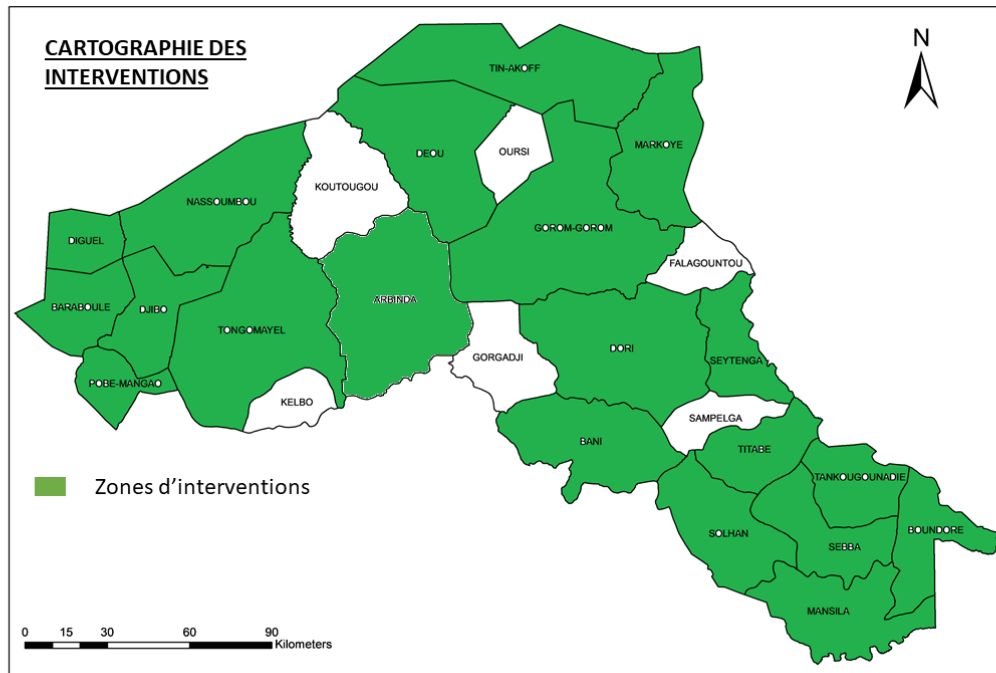 CARTOGRAPHIE DES
INTERVENTIONS
N
TIN-AKOFF
MARKOYE
OURSI
DEOU
KOUTOUGOU
NASSOUMBOU
GOROM-GOROM
DIGUEL
FALAGOUNTOU
ARBINDA
BARABOULE
DJIBO
TONGOMAYEL
DORI
GORGADJI
SEYTENGA
POBE-MANGAO
KELBO
SAMPELGA
BANI
TITABE
TANKOUGOUNADIE
Zones d’interventions
BOUNDORE
SOLHAN
SEBBA
MANSILA
0 15 30 60 90
Kilometers